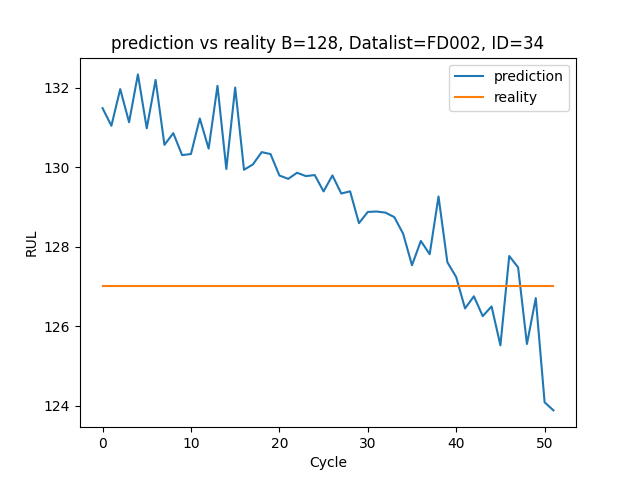 prediction vs reality B=128, Datalist=FD002, ID=34
prediction
reality
132
130
128
126
124
RUL
0 10 20 30 40 50
Cycle